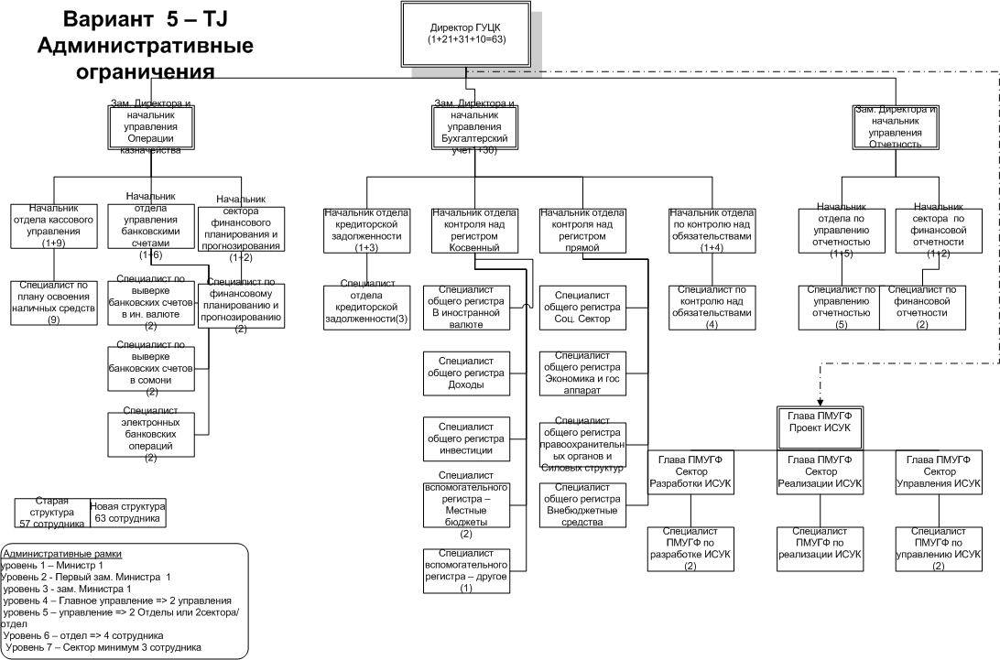 Вариант 5 – TJ
Административные
ограничения
Директор ГУЦК
(1+21+31+10=63)
Зам. Директора и
начальник
управления
Операции
казначейства
Зам. Директора и
начальник
управления
Бухгалтерский
учет1+30)
Зам. Директора и
начальник
управления
Отчетность
Начальник
отдела кассового
управления
(1+9)
Начальник
отдела
управления
банковскими
счетами
(1+6)
Начальник
сектора
финансового
планирования и
прогнозирования
(1+2)
Начальник отдела
кредиторской
задолженности
(1+3)
Начальник отдела
контроля над
регистром
Косвенный
Начальник отдела
контроля над
регистром
прямой
Начальник отдела
по контролю над
обязательствами
(1+4)
Начальник
отдела по
управлению
отчетностью
(1+5)
Начальник
сектора по
финансовой
отчетности
(1+2)
Специалист по
плану освоения
наличных средств
(9)
Специалист по
выверке
банковских счетов
в ин. валюте
(2)
Специалист по
финансовому
планированию и
прогнозированию
(2)
Специалист
отдела
кредиторской
задолженности(3)
Специалист
общего регистра
В иностранной
валюте
Специалист
общего регистра
Соц. Сектор
Специалист по
контролю над
обязательствами
(4)
Специалист по
управлению
отчетностью
(5)
Специалист по
финансовой
отчетности
(2)
Специалист по
выверке
банковских счетов
в сомони
(2)
Специалист
общего регистра
Доходы
Специалист
общего регистра
Экономика и гос
аппарат
Специалист
электронных
банковских
операций
(2)
Специалист
общего регистра
инвестиции
Специалист
общего регистра
правоохранительн
ых органов и
Силовых структур
Глава ПМУГФ
Проект ИСУК
Глава ПМУГФ
Сектор
Разработки ИСУК
Глава ПМУГФ
Сектор
Реализации ИСУК
Глава ПМУГФ
Сектор
Управления ИСУК
Специалист
вспомогательного
регистра –
Местные
бюджеты
(2)
Специалист
общего регистра
Внебюджетные
средства
Специалист
ПМУГФ по
разработке ИСУК
(2)
Специалист
ПМУГФ по
реализации ИСУК
Специалист
ПМУГФ по
управлению ИСУК
(2)
Специалист
вспомогательного
регистра – другое
(1)
Старая
структура
57 сотрудника
Новая структура
63 сотрудника
Административные рамки
уровень 1 – Министр 1
Уровень 2 - Первый зам. Министра 1
уровень 3 - зам. Министра 1
уровень 4 – Главное управление => 2 управления
уровень 5 – управление => 2 Отделы или 2сектора/
отдел
Уровень 6 – отдел => 4 сотрудника
Уровень 7 – Сектор минимум 3 сотрудника